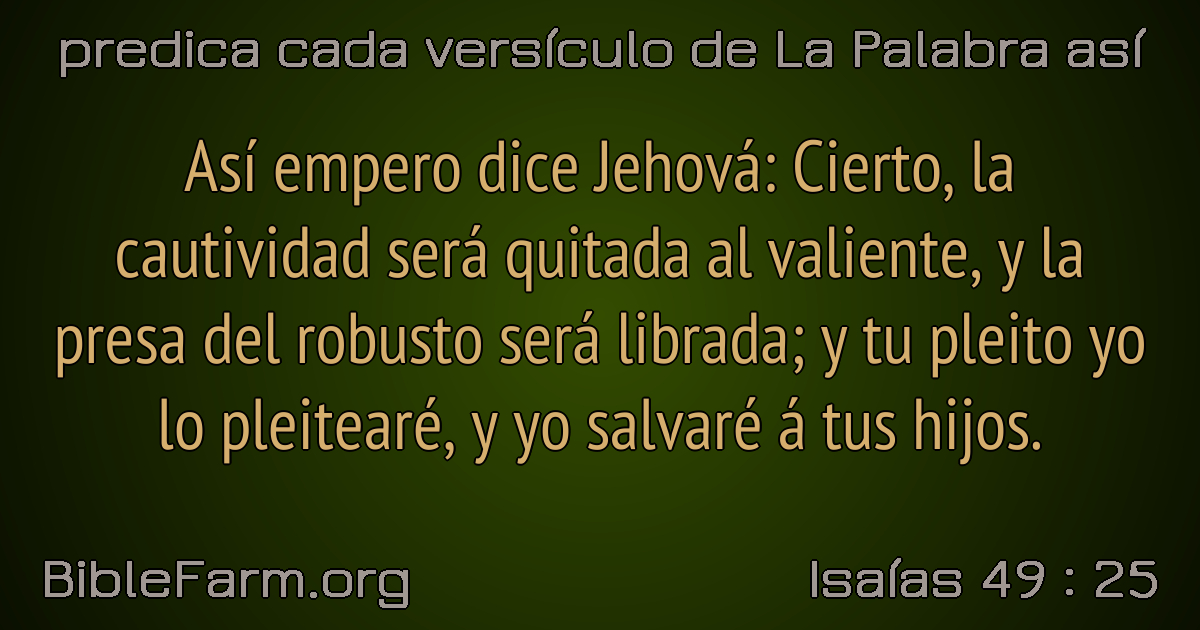 predica cada versículo de La Palabra así
Así empero dice Jehová: Cierto, la
cautividad será quitada al valiente, y la
presa del robusto será librada; y tu pleito yo
lo pleitearé, y yo salvaré á tus hijos.
BibleFarm.org
Isaías 49 : 25